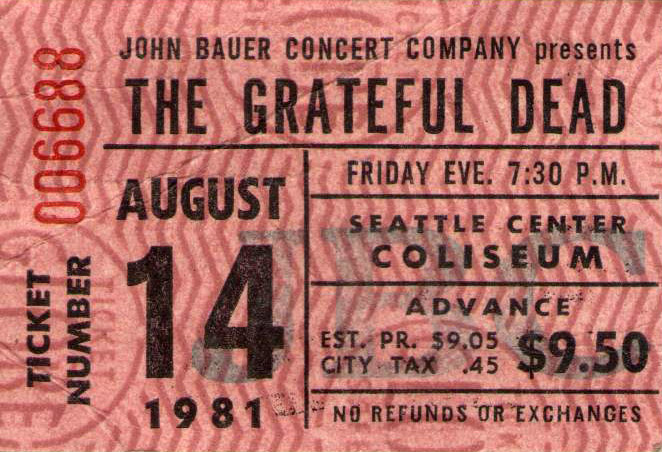 JOHN BAUER CONCERT COMPANY presents
THE GRATEFUL DEAD
006688
TICKET
NUMBER
AUGUST
14
1981
FRIDAY EVE. 7:30 P.M.
SEATTLE CENTER
COLISEUM
ADVANCE
EST. PR. $9.05
CITY TAX .45
$9.50
NO REFUNDS OR EXCHANGES